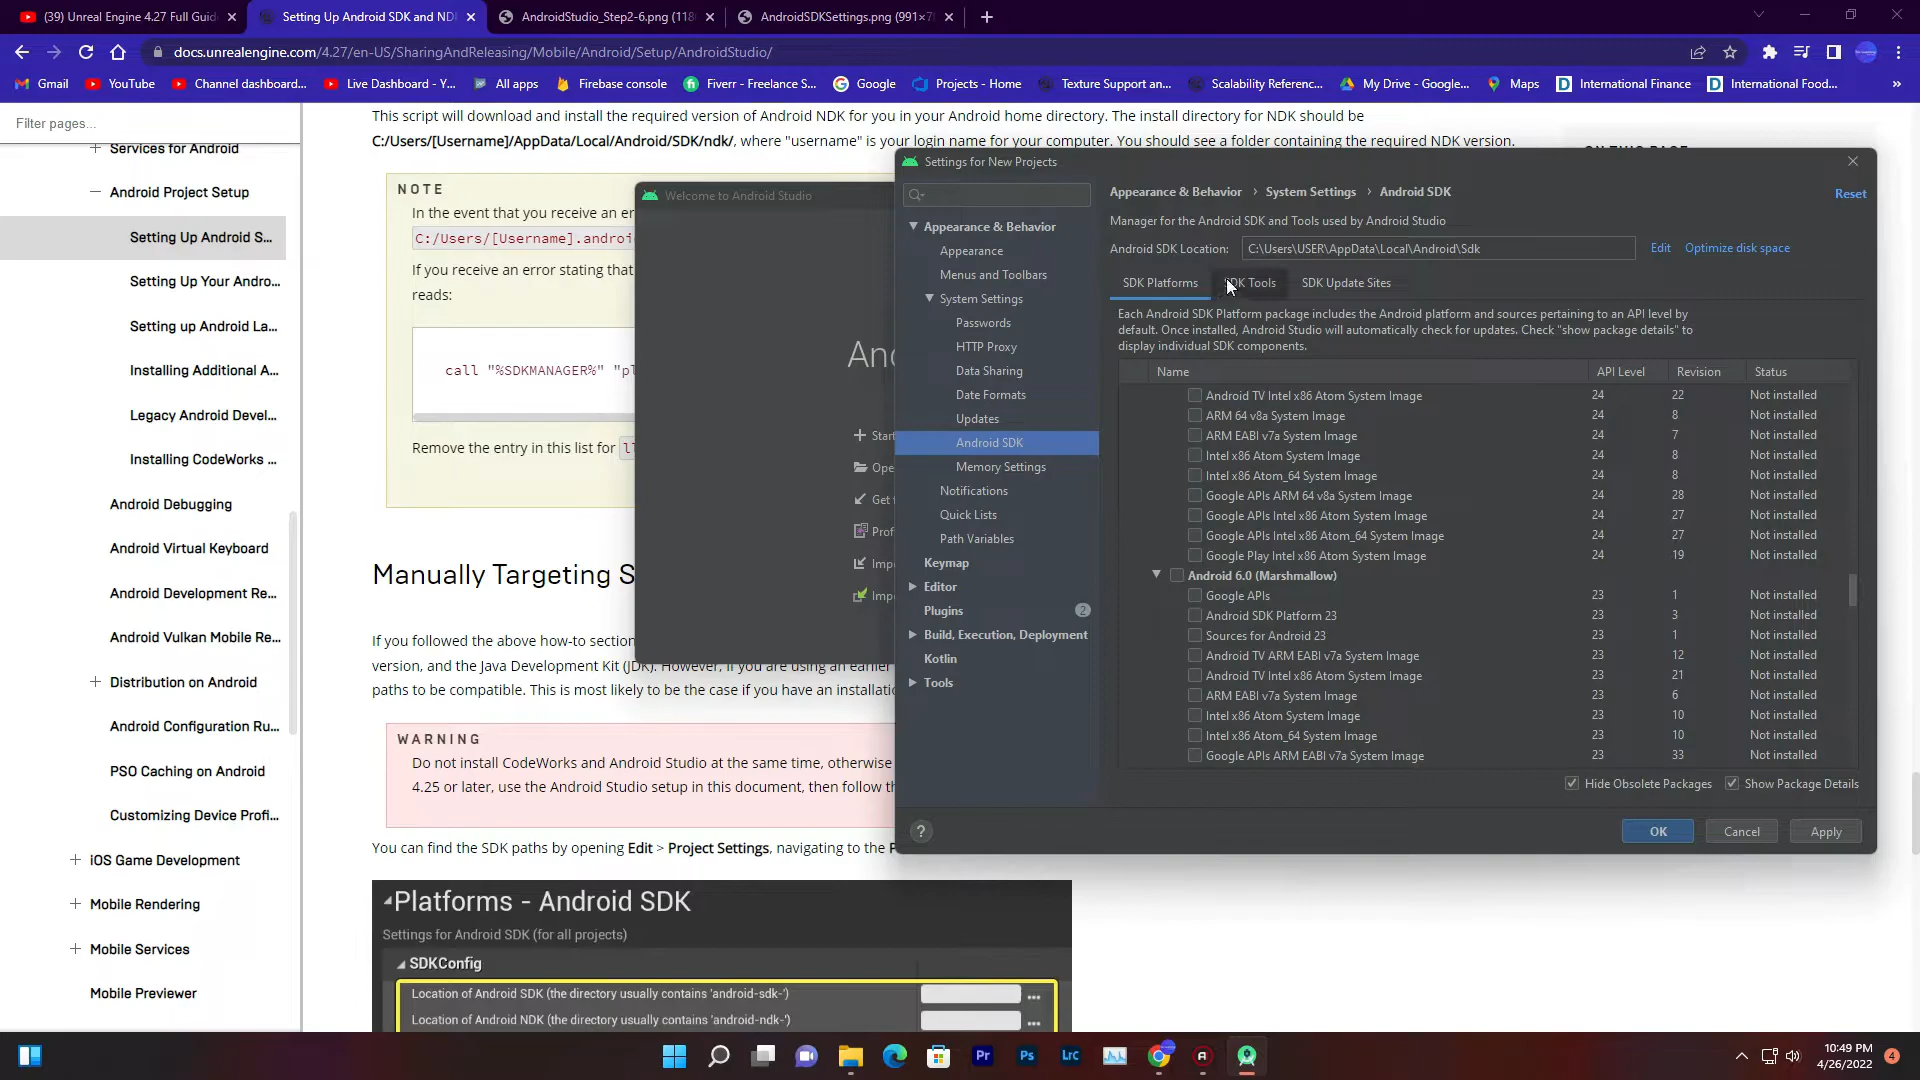 (39) Unreal Engine 4.27 Full Guid
Setting Up Android SDK and ND
AndroidStudio_Step2-6.png (118
AndroidSDKSettings.png (991×7
docs.unrealengine.com/4.27/en-US/SharingAndReleasing/Mobile/Android/Setup/AndroidStudio/
Gmail
YouTube
Channel dashboard...
Live Dashboard - Y...
All apps
Firebase console
Fiverr - Freelance S...
Google
Projects - Home
Texture Support an...
Scalability Referenc...
My Drive - Google...
Maps
International Finance
International Food...
»
Filter pages...
Services for Android
Android Project Setup
Setting Up Android S...
Setting Up Your Andro...
Setting up Android La...
Installing Additional A...
Legacy Android Devel...
Installing CodeWorks ...
Android Debugging
Android Virtual Keyboard
Android Development Re...
Android Vulkan Mobile Re...
Distribution on Android
Android Configuration Ru...
PSO Caching on Android
Customizing Device Profi...
iOS Game Development
Mobile Rendering
Mobile Services
Mobile Previewer
This script will download and install the required version of Android NDK for you in your Android home directory. The install directory for NDK should be
C:/Users/[Username]/AppData/Local/Android/SDK/ndk/, where "username" is your login name for your computer. You should see a folder containing the required NDK version.
NOTE
In the event that you receive an er
C:/Users/[Username].androi
If you receive an error stating that
reads:
call "%SDKMANAGER%" "pl
Remove the entry in this list for
Manually Targeting S
If you followed the above how-to section
version, and the Java Development Kit (JDK). However, if you are using an earlier
paths to be compatible. This is most likely to be the case if you have an installatio
WARNING
Do not install CodeWorks and Android Studio at the same time, otherwise
4.25 or later, use the Android Studio setup in this document, then follow th
You can find the SDK paths by opening Edit > Project Settings, navigating to the P
Platforms - Android SDK
Settings for Android SDK (for all projects)
SDKConfig
Location of Android SDK (the directory usually contains 'android-sdk-')
Location of Android NDK (the directory usually contains 'android-ndk-')
Welcome to Android Studio
Start
Ope
Get
Prof
Impo
Impo
Settings for New Projects
Appearance & Behavior
Appearance
Menus and Toolbars
System Settings
Passwords
HTTP Proxy
Data Sharing
Date Formats
Updates
Android SDK
Memory Settings
Notifications
Quick Lists
Path Variables
Keymap
Editor
Plugins 2
Build, Execution, Deployment
Kotlin
Tools
Appearance & Behavior › System Settings › Android SDK
Reset
Manager for the Android SDK and Tools used by Android Studio
Android SDK Location: C:\Users\USER\AppData\Local\Android\Sdk Edit Optimize disk space
SDK Platforms SDK Tools SDK Update Sites
Each Android SDK Platform package includes the Android platform and sources pertaining to an API level by
default. Once installed, Android Studio will automatically check for updates. Check "show package details" to
display individual SDK components.
Name API Level Revision Status
Android TV Intel x86 Atom System Image 24 22 Not installed
ARM 64 v8a System Image 24 8 Not installed
ARM EABI v7a System Image 24 7 Not installed
Intel x86 Atom System Image 24 8 Not installed
Intel x86 Atom_64 System Image 24 8 Not installed
Google APIs ARM 64 v8a System Image 24 28 Not installed
Google APIs Intel x86 Atom System Image 24 27 Not installed
Google APIs Intel x86 Atom_64 System Image 24 27 Not installed
Google Play Intel x86 Atom System Image 24 19 Not installed
Android 6.0 (Marshmallow)
Google APIs 23 1 Not installed
Android SDK Platform 23 23 3 Not installed
Sources for Android 23 23 1 Not installed
Android TV ARM EABI v7a System Image 23 12 Not installed
Android TV Intel x86 Atom System Image 23 21 Not installed
ARM EABI v7a System Image 23 6 Not installed
Intel x86 Atom System Image 23 10 Not installed
Intel x86 Atom_64 System Image 23 10 Not installed
Google APIs ARM EABI v7a System Image 23 33 Not installed
Hide Obsolete Packages Show Package Details
? OK Cancel Apply
Pr
Ps
Lrc
10:49 PM
4/26/2022
4